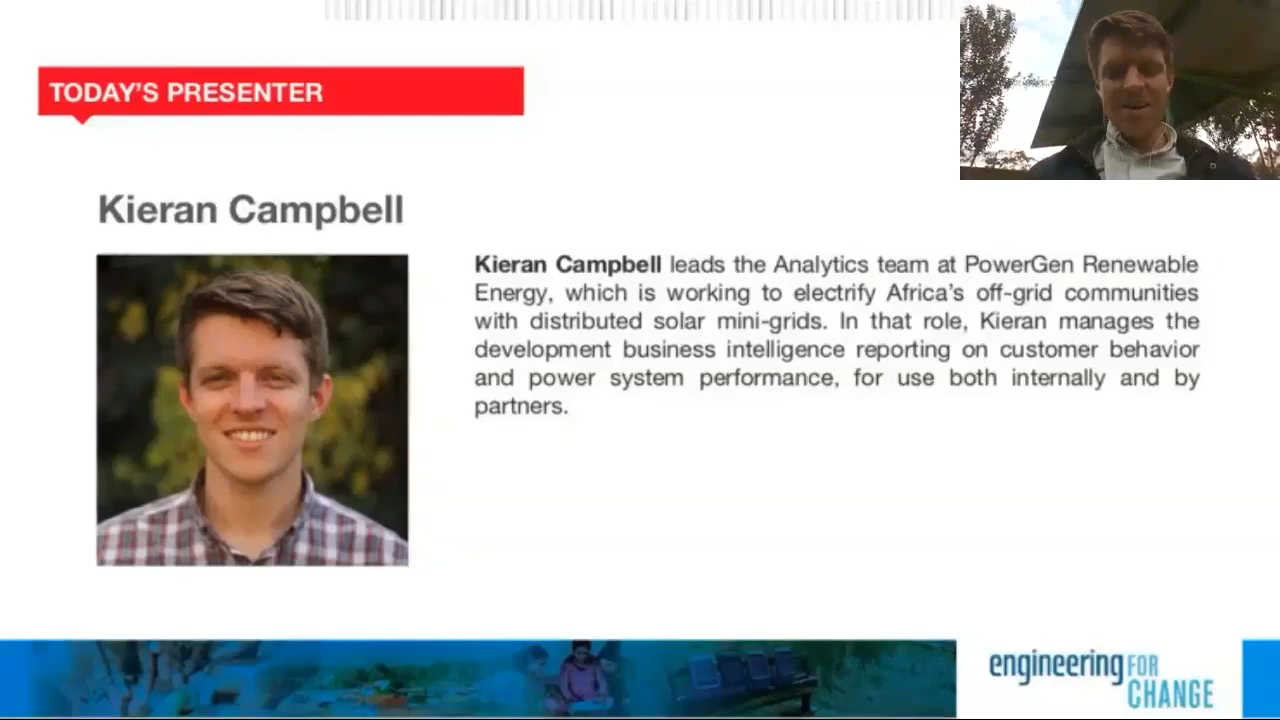 TODAY'S PRESENTER
Kieran Campbell
Kieran Campbell leads the Analytics team at PowerGen Renewable
Energy, which is working to electrify Africa's off-grid communities
with distributed solar mini-grids. In that role, Kieran manages the
development business intelligence reporting on customer behavior
and power system performance, for use both internally and by
partners.
engineering FOR
CHANGE